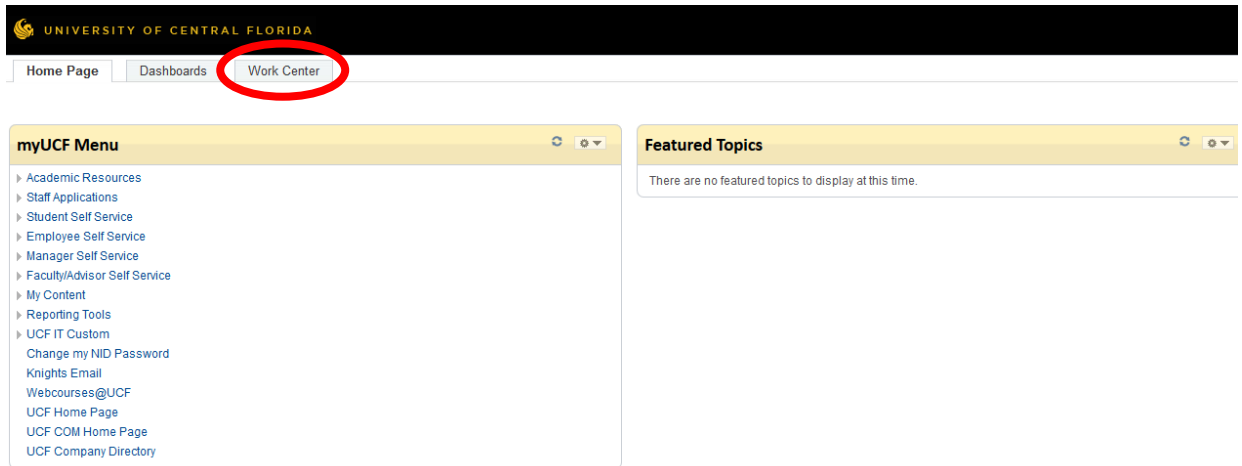 UNIVERSITY OF CENTRAL FLORIDA
Home Page Dashboards Work Center
myUCF Menu
Academic Resources
Staff Applications
Student Self Service
Employee Self Service
Manager Self Service
Faculty/Advisor Self Service
My Content
Reporting Tools
UCF IT Custom
Change my NID Password
Knights Email
Webcourses@UCF
UCF Home Page
UCF COM Home Page
UCF Company Directory
Featured Topics
There are no featured topics to display at this time.